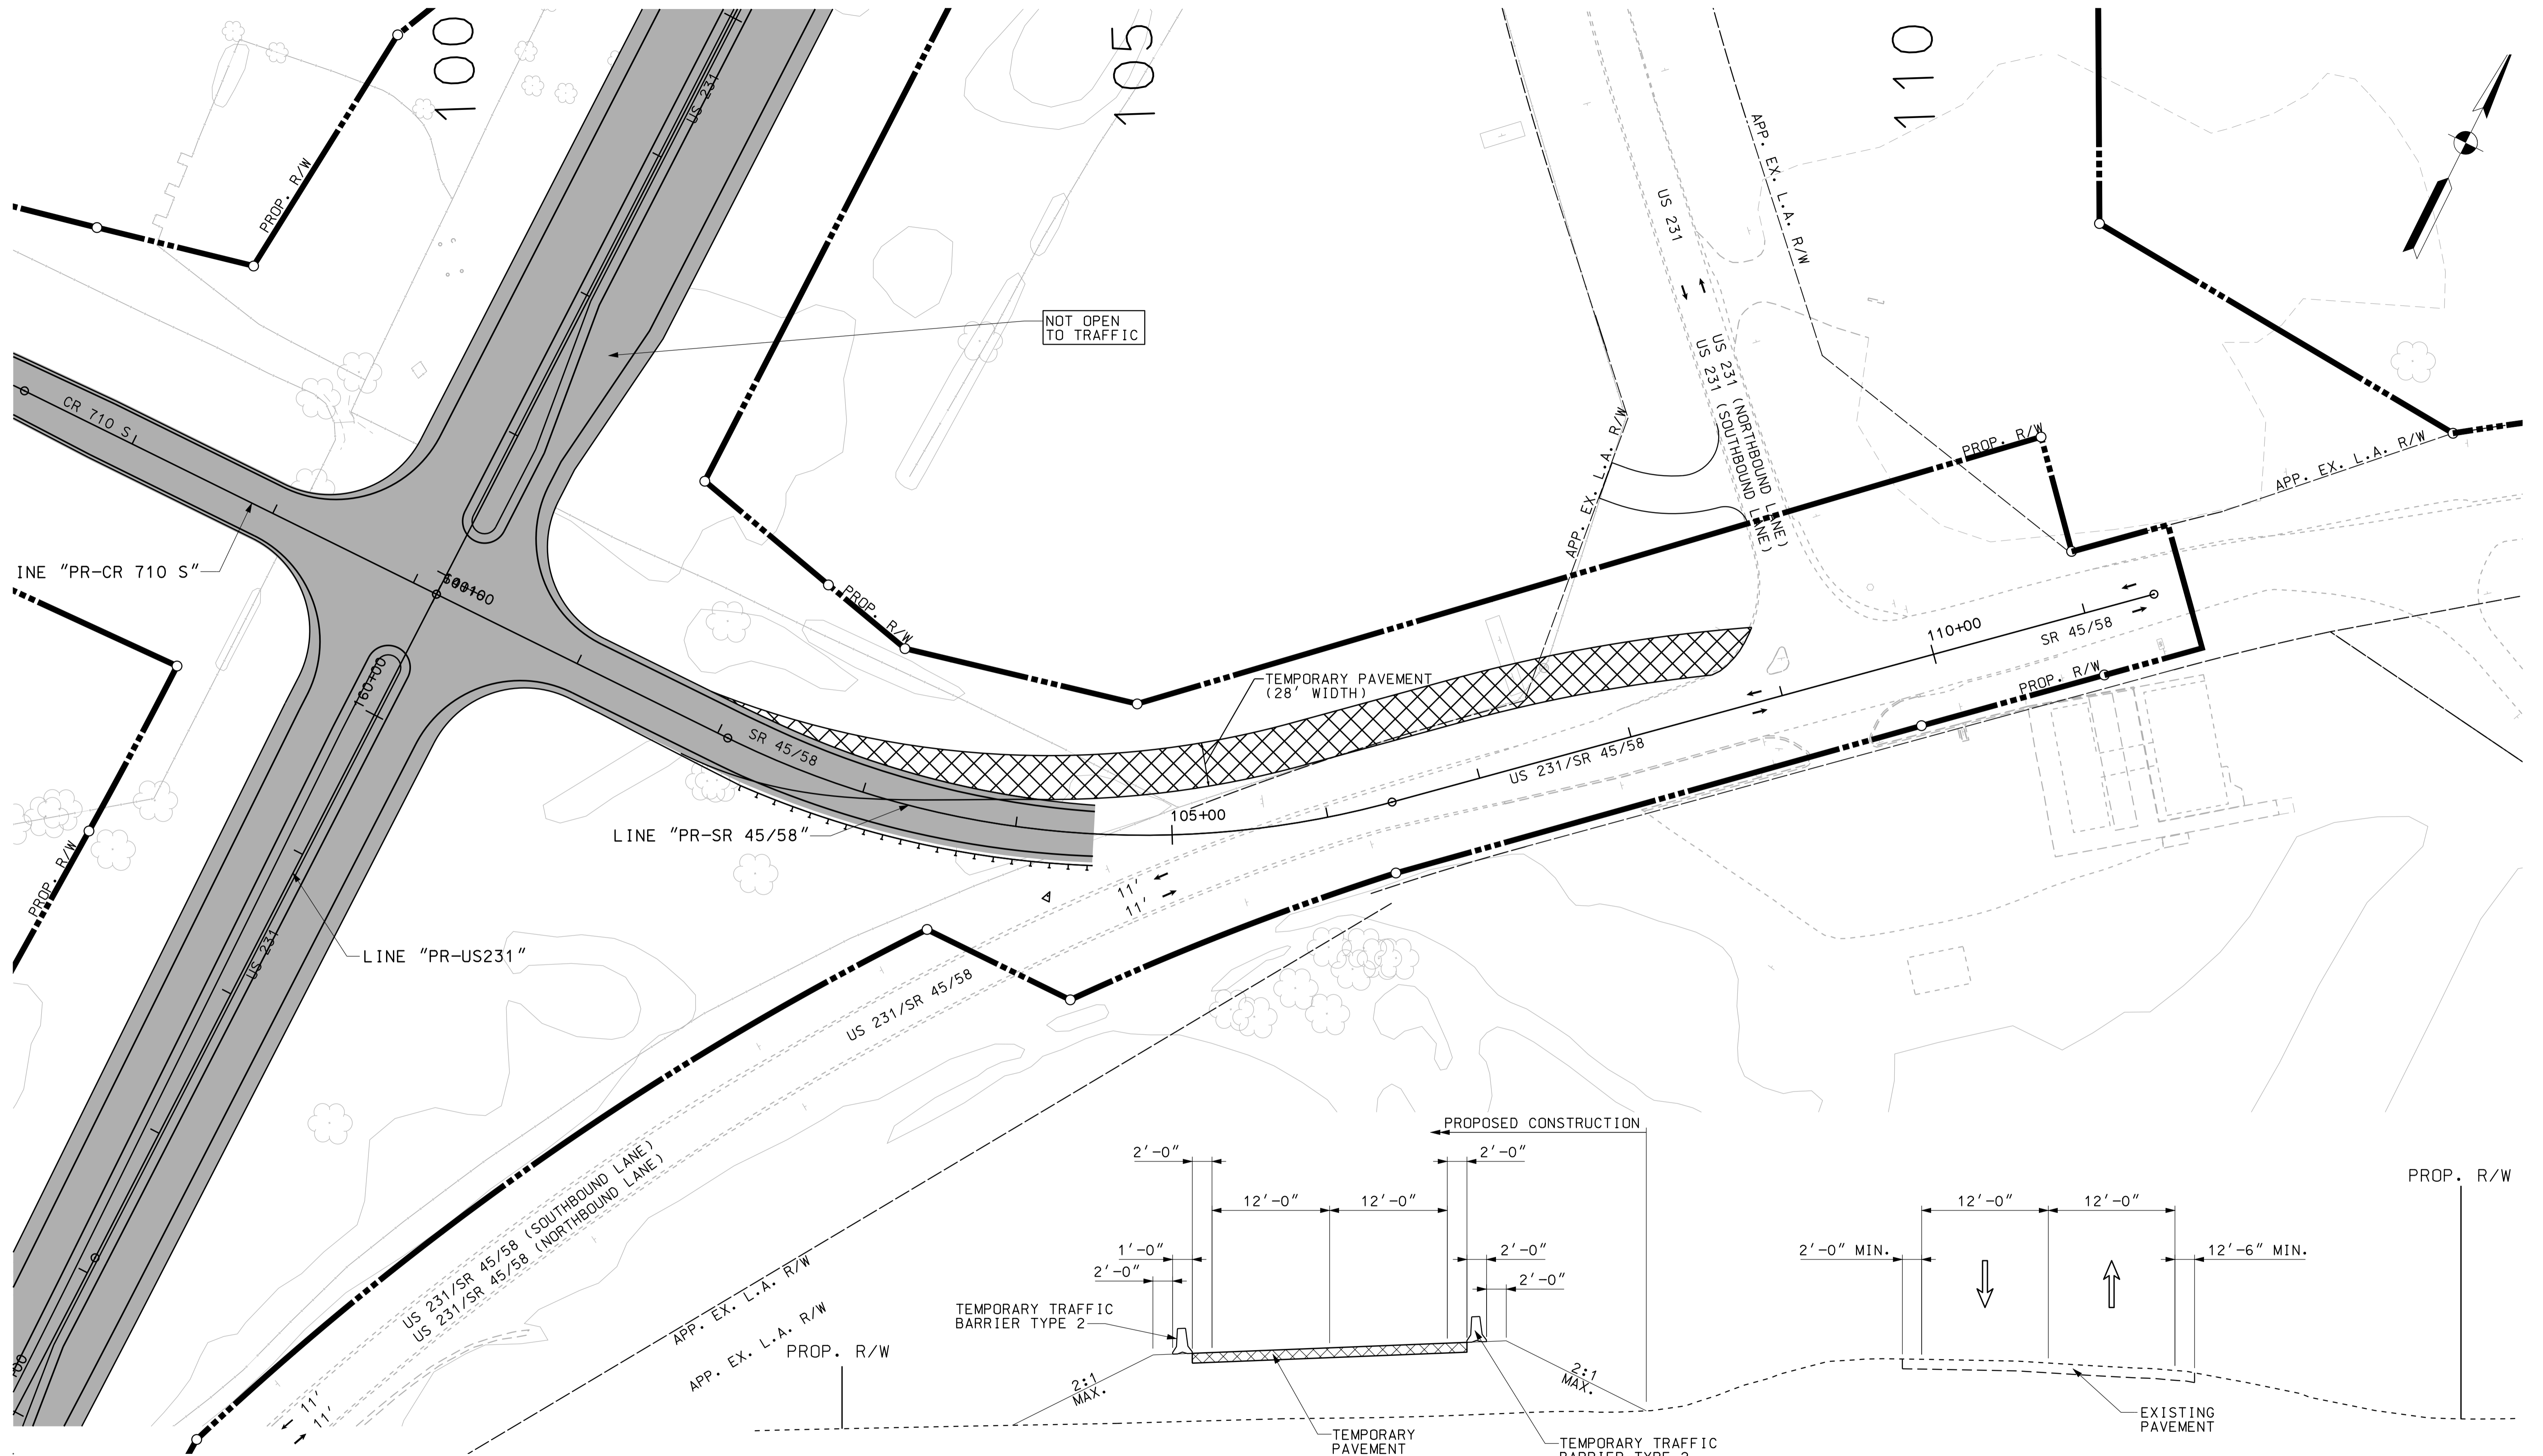 100
105
110
US 231
PROP. R/W
APP. EX. L.A. R/W
US 231
NOT OPEN
TO TRAFFIC
US 231 (NORTHBOUND LANE)
US 231 (SOUTHBOUND LANE)
CR 710 S
PROP. R/W
APP. EX. L.A. R/W
APP. EX. L.A. R/W
INE "PR-CR 710 S"
PROP. R/W
110+00
SR 45/58
160+00
TEMPORARY PAVEMENT
(28' WIDTH)
PROP. R/W
SR 45/58
US 231/SR 45/58
105+00
LINE "PR-SR 45/58"
PROP. R/W
11'
11'
US 231
LINE "PR-US231"
US 231/SR 45/58
US 231/SR 45/58 (SOUTHBOUND LANE)
US 231/SR 45/58 (NORTHBOUND LANE)
APP. EX. L.A. R/W
APP. EX. L.A. R/W
11'
11'
PROPOSED CONSTRUCTION
2'-0"
2'-0"
PROP. R/W
12'-0"
12'-0"
12'-0"
12'-0"
1'-0"
2'-0"
2'-0" MIN.
12'-6" MIN.
2'-0"
2'-0"
TEMPORARY TRAFFIC
BARRIER TYPE 2
PROP. R/W
2:1
MAX.
2:1
MAX.
TEMPORARY
PAVEMENT
EXISTING
PAVEMENT
TEMPORARY TRAFFIC
BARRIER TYPE 2